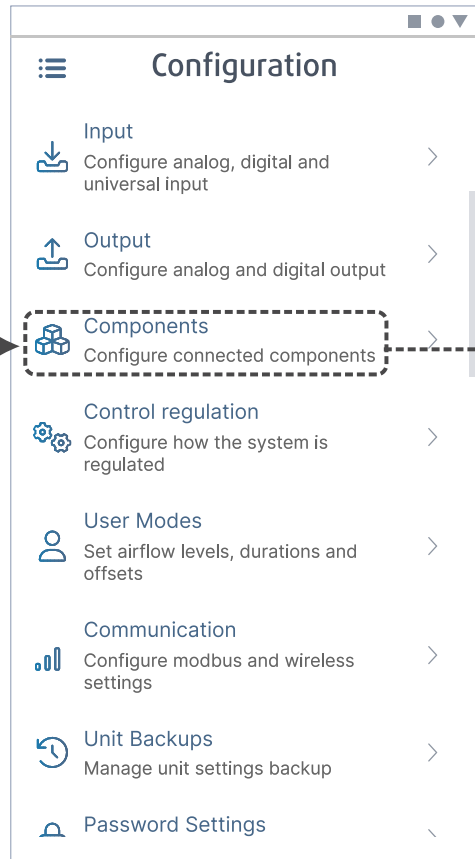 Configuration
Input
Configure analog, digital and
universal input
Output
Configure analog and digital output
Components
Configure connected components
Control regulation
Configure how the system is
regulated
User Modes
Set airflow levels, durations and
offsets
Communication
Configure modbus and wireless
settings
Unit Backups
Manage unit settings backup
Password Settings